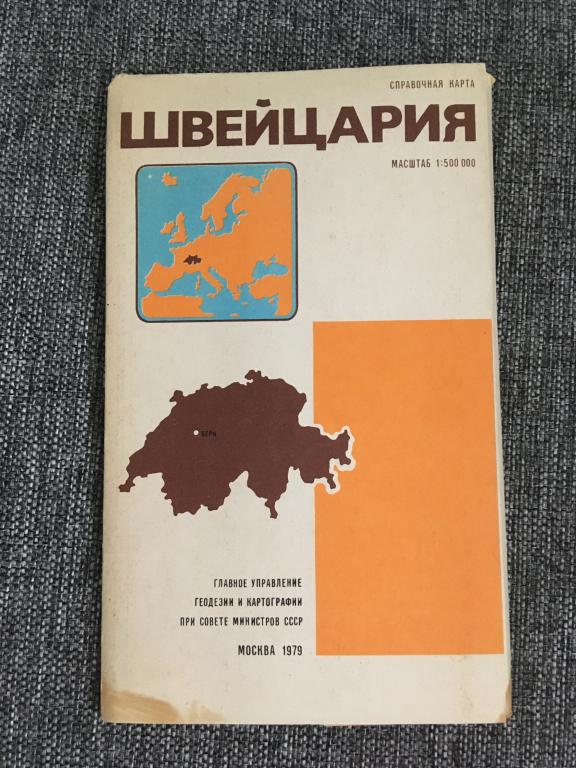 СПРАВОЧНАЯ КАРТА
ШВЕЙЦАРИЯ
МАСШТАБ 1:500 000
БЕРН
ГЛАВНОЕ УПРАВЛЕНИЕ
ГЕОДЕЗИИ И КАРТОГРАФИИ
ПРИ СОВЕТЕ МИНИСТРОВ СССР
МОСКВА 1979